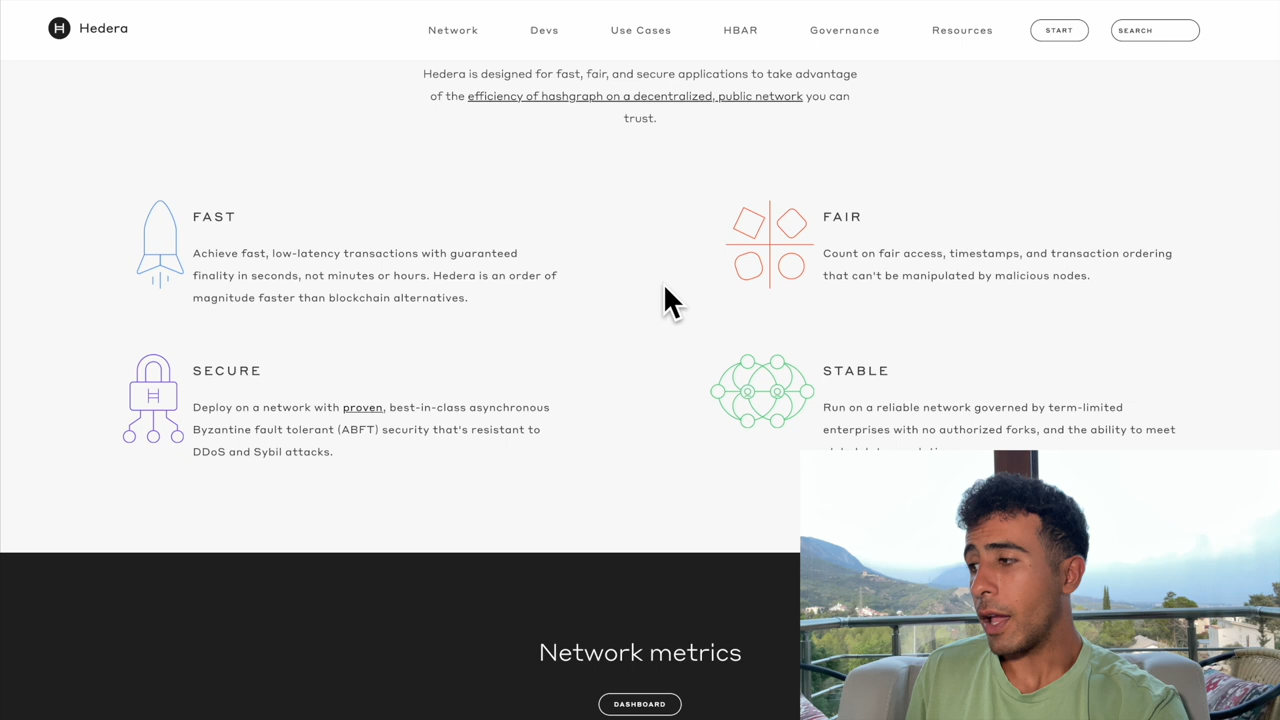 Hedera
Network
Devs
Use Cases
HBAR
Governance
Resources
START
SEARCH
Hedera is designed for fast, fair, and secure applications to take advantage
of the efficiency of hashgraph on a decentralized, public network you can
trust.
FAST
Achieve fast, low-latency transactions with guaranteed
finality in seconds, not minutes or hours. Hedera is an order of
magnitude faster than blockchain alternatives.
FAIR
Count on fair access, timestamps, and transaction ordering
that can't be manipulated by malicious nodes.
SECURE
Deploy on a network with proven, best-in-class asynchronous
Byzantine fault tolerant (ABFT) security that's resistant to
DDoS and Sybil attacks.
STABLE
Run on a reliable network governed by term-limited
enterprises with no authorized forks, and the ability to meet
Network metrics
DASHBOARD